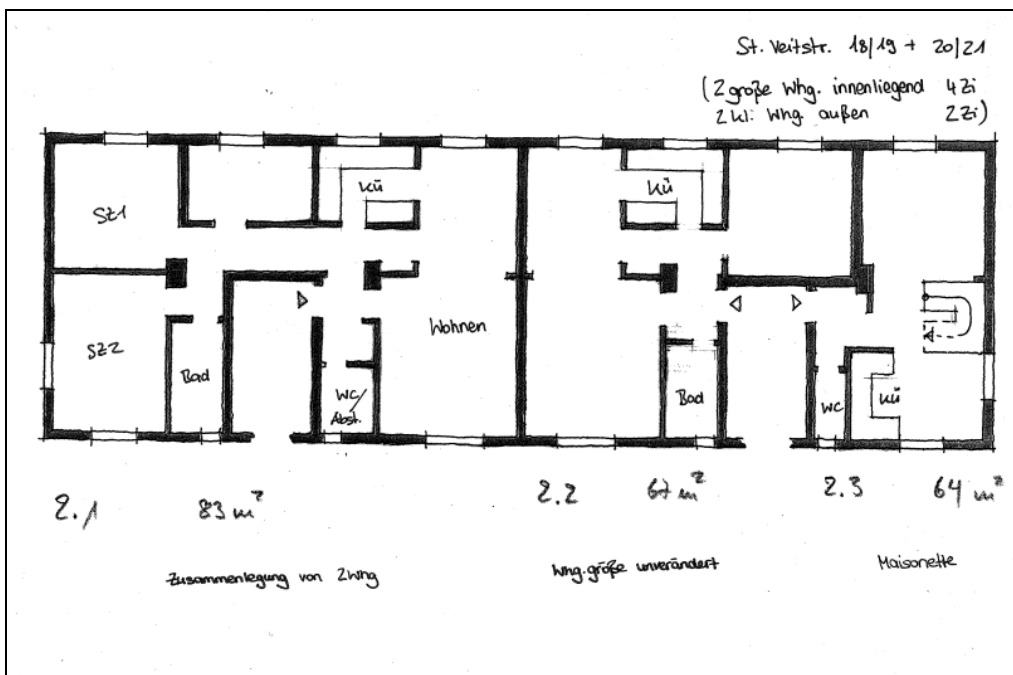 St. Veitstr. 18/19 + 20/21
(2 große Whg. innenliegend 4 Zi
2 kl. Whg. außen 2 Zi)
Kü
Kü
SZ1
SZ2
Wohnen
Bad
WC/
Abst.
Bad
WC
Kü
2.1 83 m²
2.2 67 m²
2.3 64 m²
Zusammenlegung von 2 Whg
Whg.größe unverändert
Maisonette